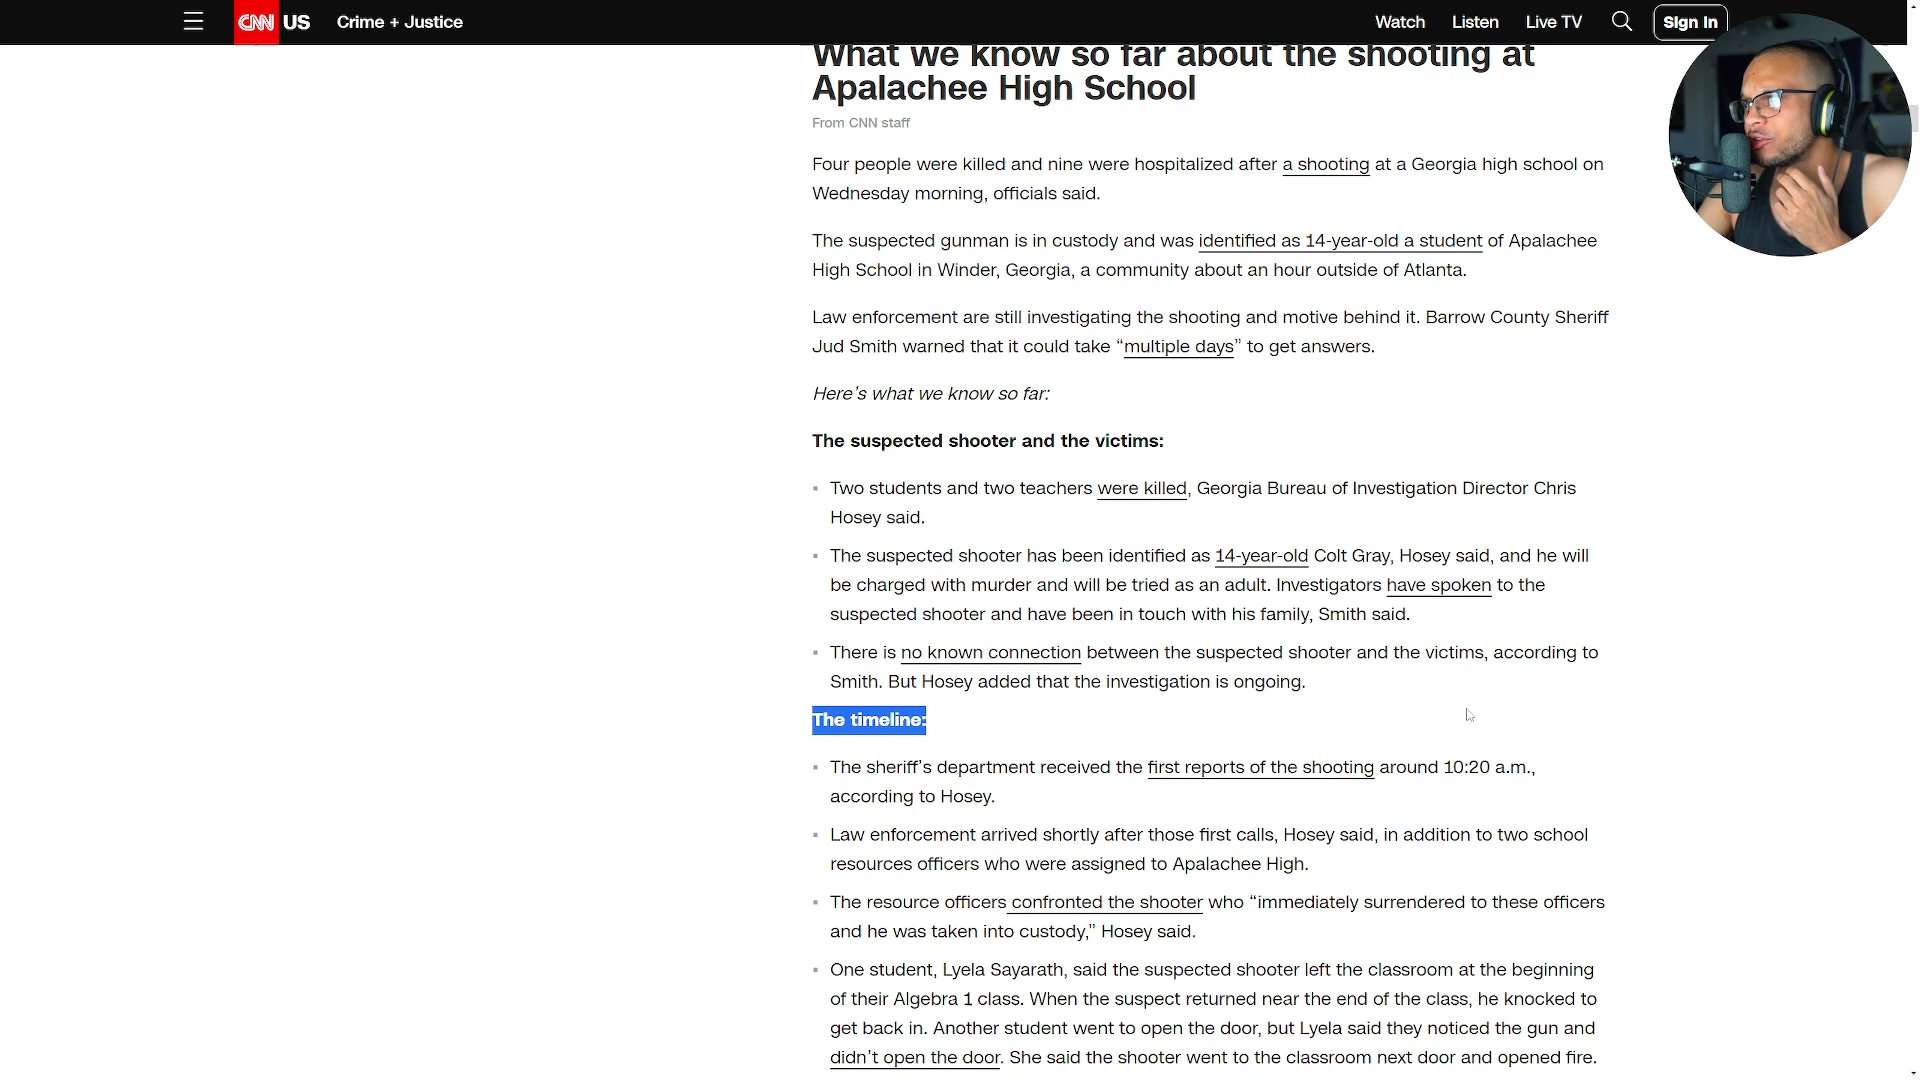 CNN US Crime + Justice Watch Listen Live TV Sign in
What we know so far about the shooting at
Apalachee High School
From CNN staff
Four people were killed and nine were hospitalized after a shooting at a Georgia high school on
Wednesday morning, officials said.
The suspected gunman is in custody and was identified as 14-year-old a student of Apalachee
High School in Winder, Georgia, a community about an hour outside of Atlanta.
Law enforcement are still investigating the shooting and motive behind it. Barrow County Sheriff
Jud Smith warned that it could take “multiple days” to get answers.
Here’s what we know so far:
The suspected shooter and the victims:
▪ Two students and two teachers were killed, Georgia Bureau of Investigation Director Chris
Hosey said.
▪ The suspected shooter has been identified as 14-year-old Colt Gray, Hosey said, and he will
be charged with murder and will be tried as an adult. Investigators have spoken to the
suspected shooter and have been in touch with his family, Smith said.
▪ There is no known connection between the suspected shooter and the victims, according to
Smith. But Hosey added that the investigation is ongoing.
The timeline:
▪ The sheriff’s department received the first reports of the shooting around 10:20 a.m.,
according to Hosey.
▪ Law enforcement arrived shortly after those first calls, Hosey said, in addition to two school
resources officers who were assigned to Apalachee High.
▪ The resource officers confronted the shooter who “immediately surrendered to these officers
and he was taken into custody,” Hosey said.
▪ One student, Lyela Sayarath, said the suspected shooter left the classroom at the beginning
of their Algebra 1 class. When the suspect returned near the end of the class, he knocked to
get back in. Another student went to open the door, but Lyela said they noticed the gun and
didn’t open the door. She said the shooter went to the classroom next door and opened fire.